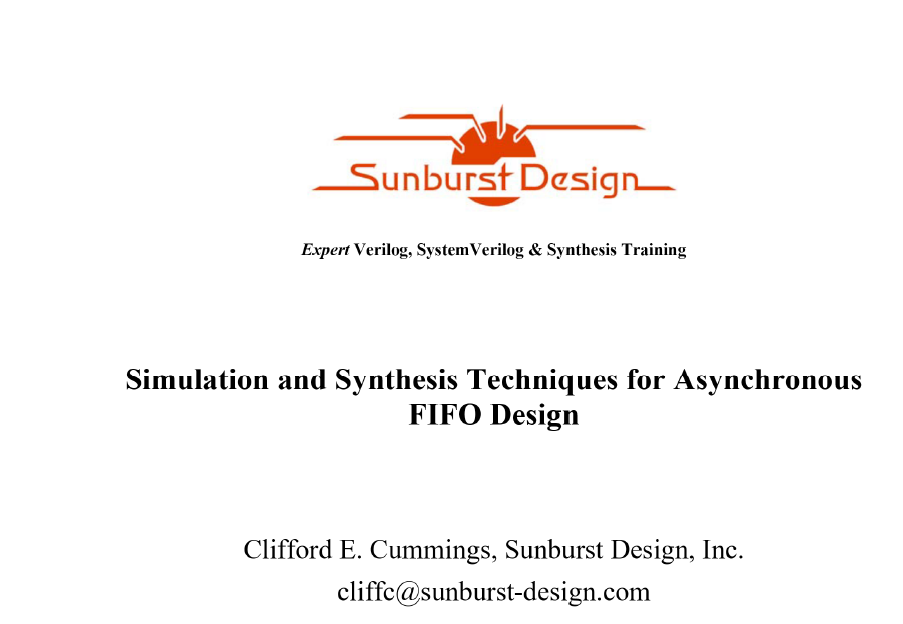 Sunburst Design
Expert Verilog, SystemVerilog & Synthesis Training
Simulation and Synthesis Techniques for Asynchronous
FIFO Design
Clifford E. Cummings, Sunburst Design, Inc.
cliffc@sunburst-design.com